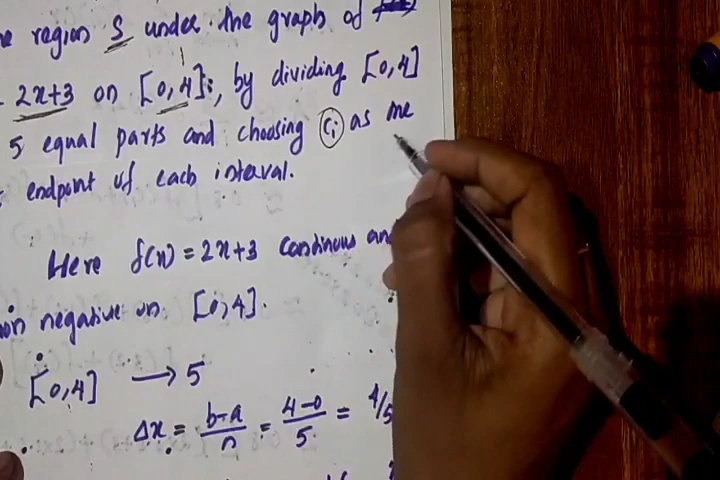 region S under the graph of
2x+3 on [0,4]:, by dividing [0,4]
5 equal parts and choosing ci as the
endpoint of each interval.
Here f(x) = 2x+3 continous an
non negative on [0,4].
[0,4] → 5
Δx = b-a/n = 4-0/5 = 4/5